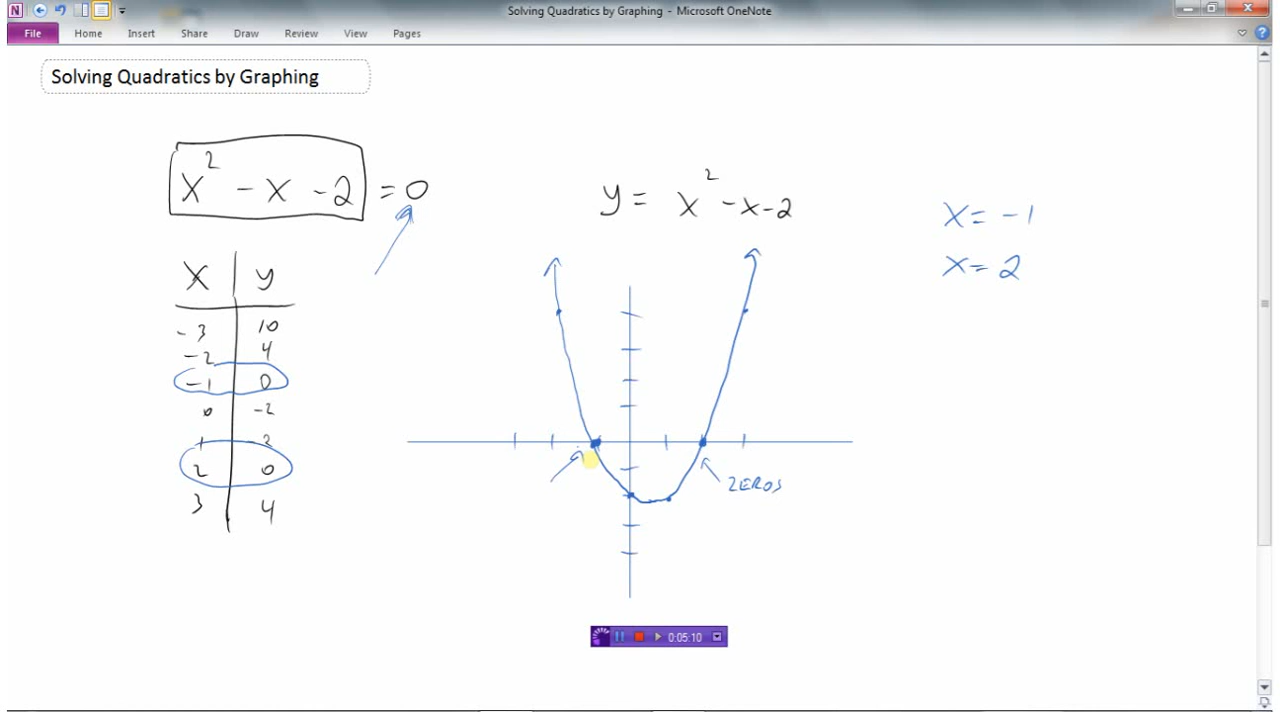 Solving Quadratics by Graphing - Microsoft OneNote
File Home Insert Share Draw Review View Pages
Solving Quadratics by Graphing
x² - x - 2 = 0
y = x² - x - 2
x = -1
x = 2
x y
-3 10
-2 4
-1 0
0 -2
1 -2
2 0
3 4
ZEROS
0:05:10